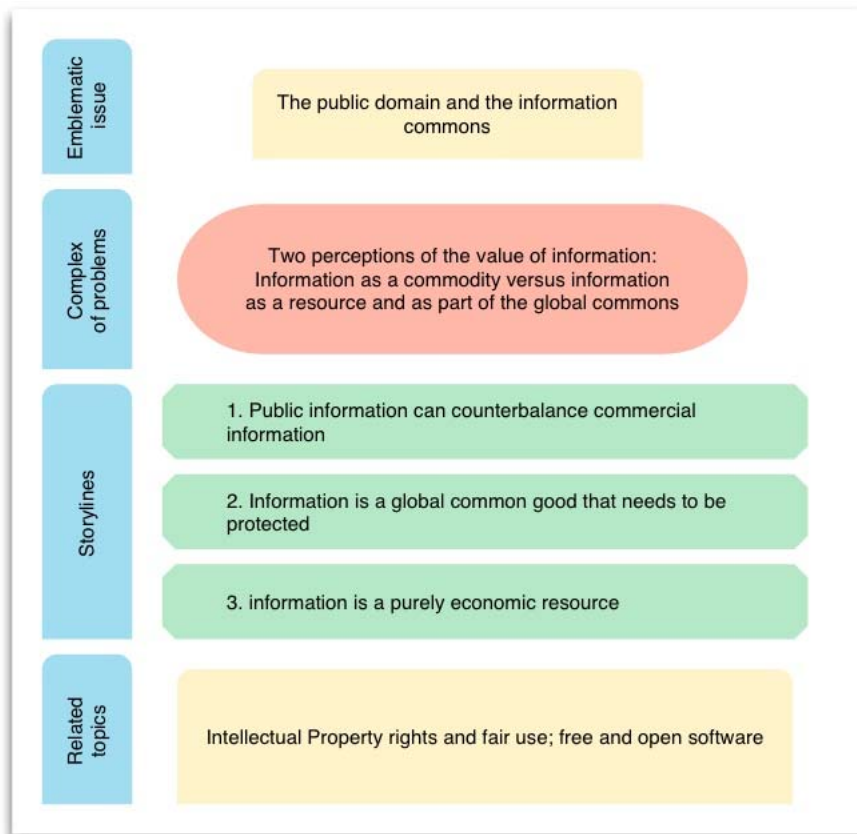 Emblematic
issue
The public domain and the information
commons
Complex
of problems
Two perceptions of the value of information:
Information as a commodity versus information
as a resource and as part of the global commons
Storylines
1. Public information can counterbalance commercial
information
2. Information is a global common good that needs to be
protected
3. information is a purely economic resource
Related
topics
Intellectual Property rights and fair use; free and open software